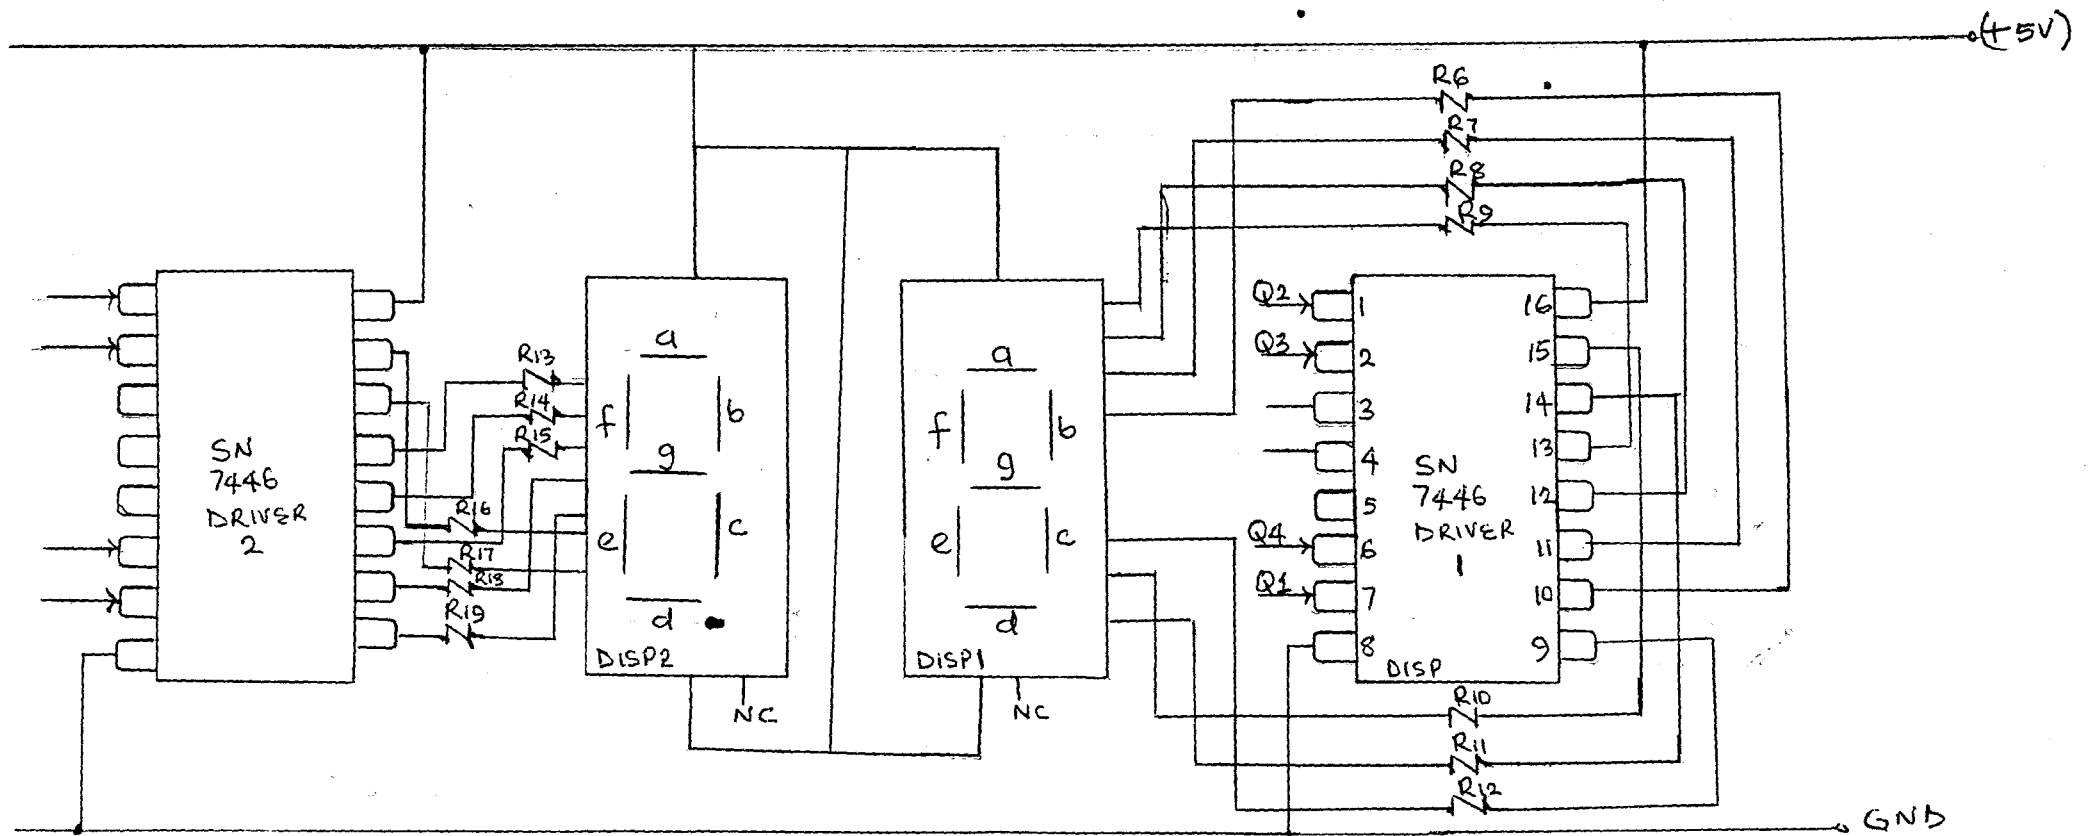 (+5V)
R6
R7
R8
R9
SN
7446
DRIVER
2
R13
R14
R15
R16
R17
R18
R19
a
f
b
g
e
c
d
DISP2
NC
a
f
b
g
e
c
d
DISP1
NC
Q2
Q3
Q4
Q1
1
2
3
4
5
6
7
8
16
15
14
13
12
11
10
9
SN
7446
DRIVER
1
DISP
R10
R11
R12
GND